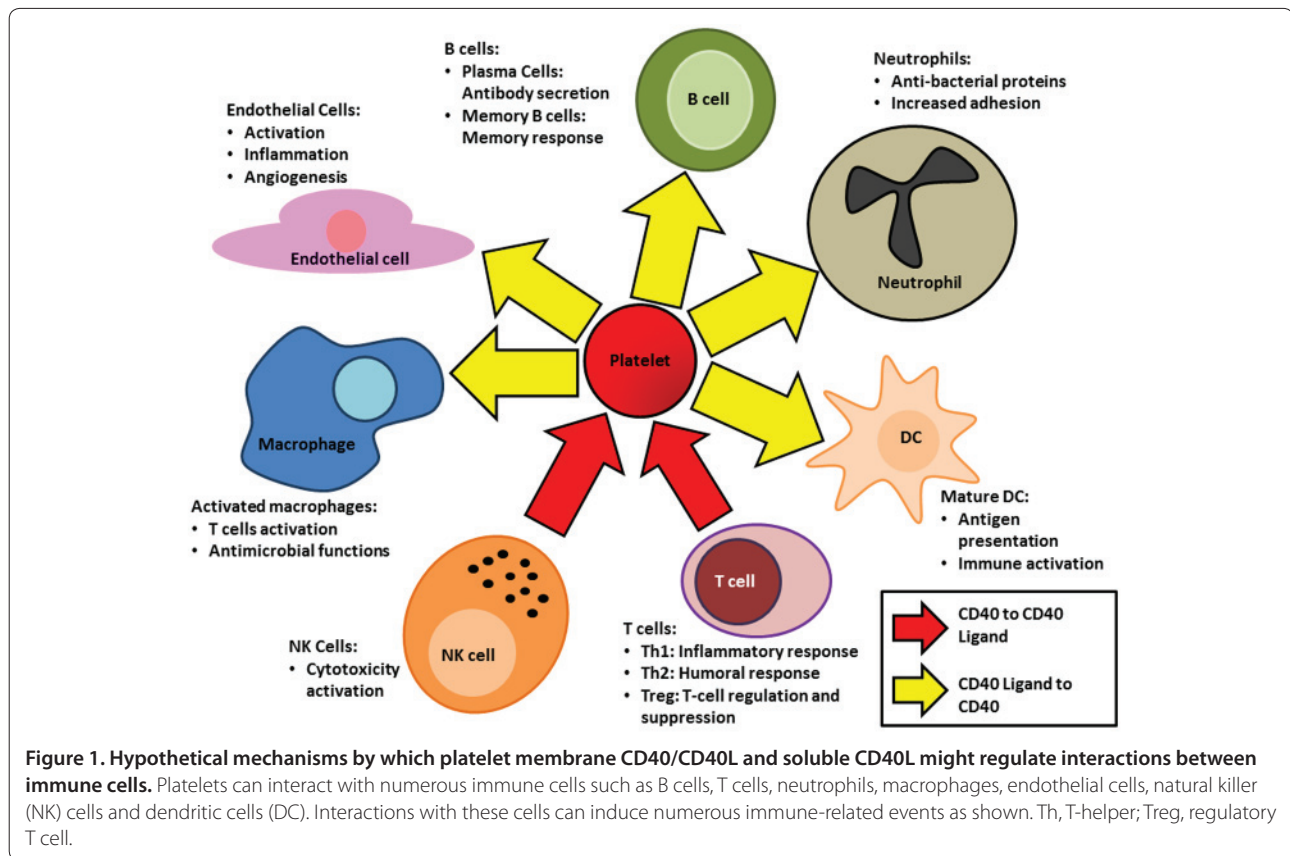 B cells:
• Plasma Cells:
Antibody secretion
• Memory B cells:
Memory response
B cell
Neutrophils:
• Anti-bacterial proteins
• Increased adhesion
Neutrophil
Endothelial Cells:
• Activation
• Inflammation
• Angiogenesis
Endothelial cell
Platelet
Macrophage
Activated macrophages:
• T cells activation
• Antimicrobial functions
DC
Mature DC:
• Antigen
presentation
• Immune activation
NK Cells:
• Cytotoxicity
activation
NK cell
T cell
T cells:
• Th1: Inflammatory response
• Th2: Humoral response
• Treg: T-cell regulation and
suppression
CD40 to CD40
Ligand
CD40 Ligand to
CD40
Figure 1. Hypothetical mechanisms by which platelet membrane CD40/CD40L and soluble CD40L might regulate interactions between
immune cells. Platelets can interact with numerous immune cells such as B cells, T cells, neutrophils, macrophages, endothelial cells, natural killer
(NK) cells and dendritic cells (DC). Interactions with these cells can induce numerous immune-related events as shown. Th, T-helper; Treg, regulatory
T cell.